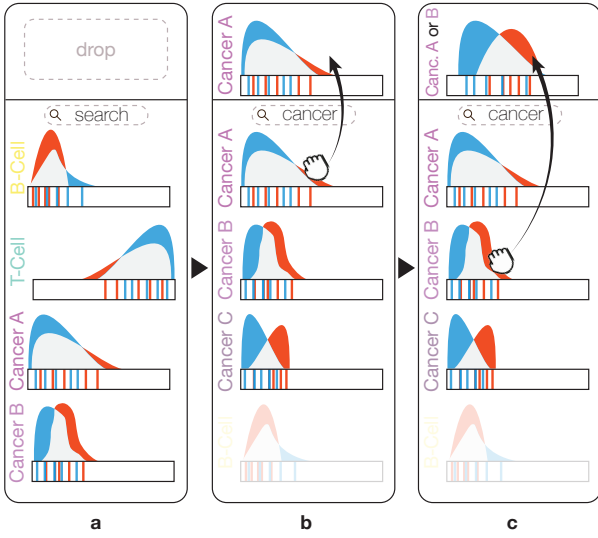 drop
search
B-Cell
T-Cell
Cancer A
Cancer B
a
Cancer A
cancer
Cancer A
Cancer B
Cancer C
B-Cell
b
Canc. A or B
cancer
Cancer A
Cancer B
Cancer C
B-Cell
c